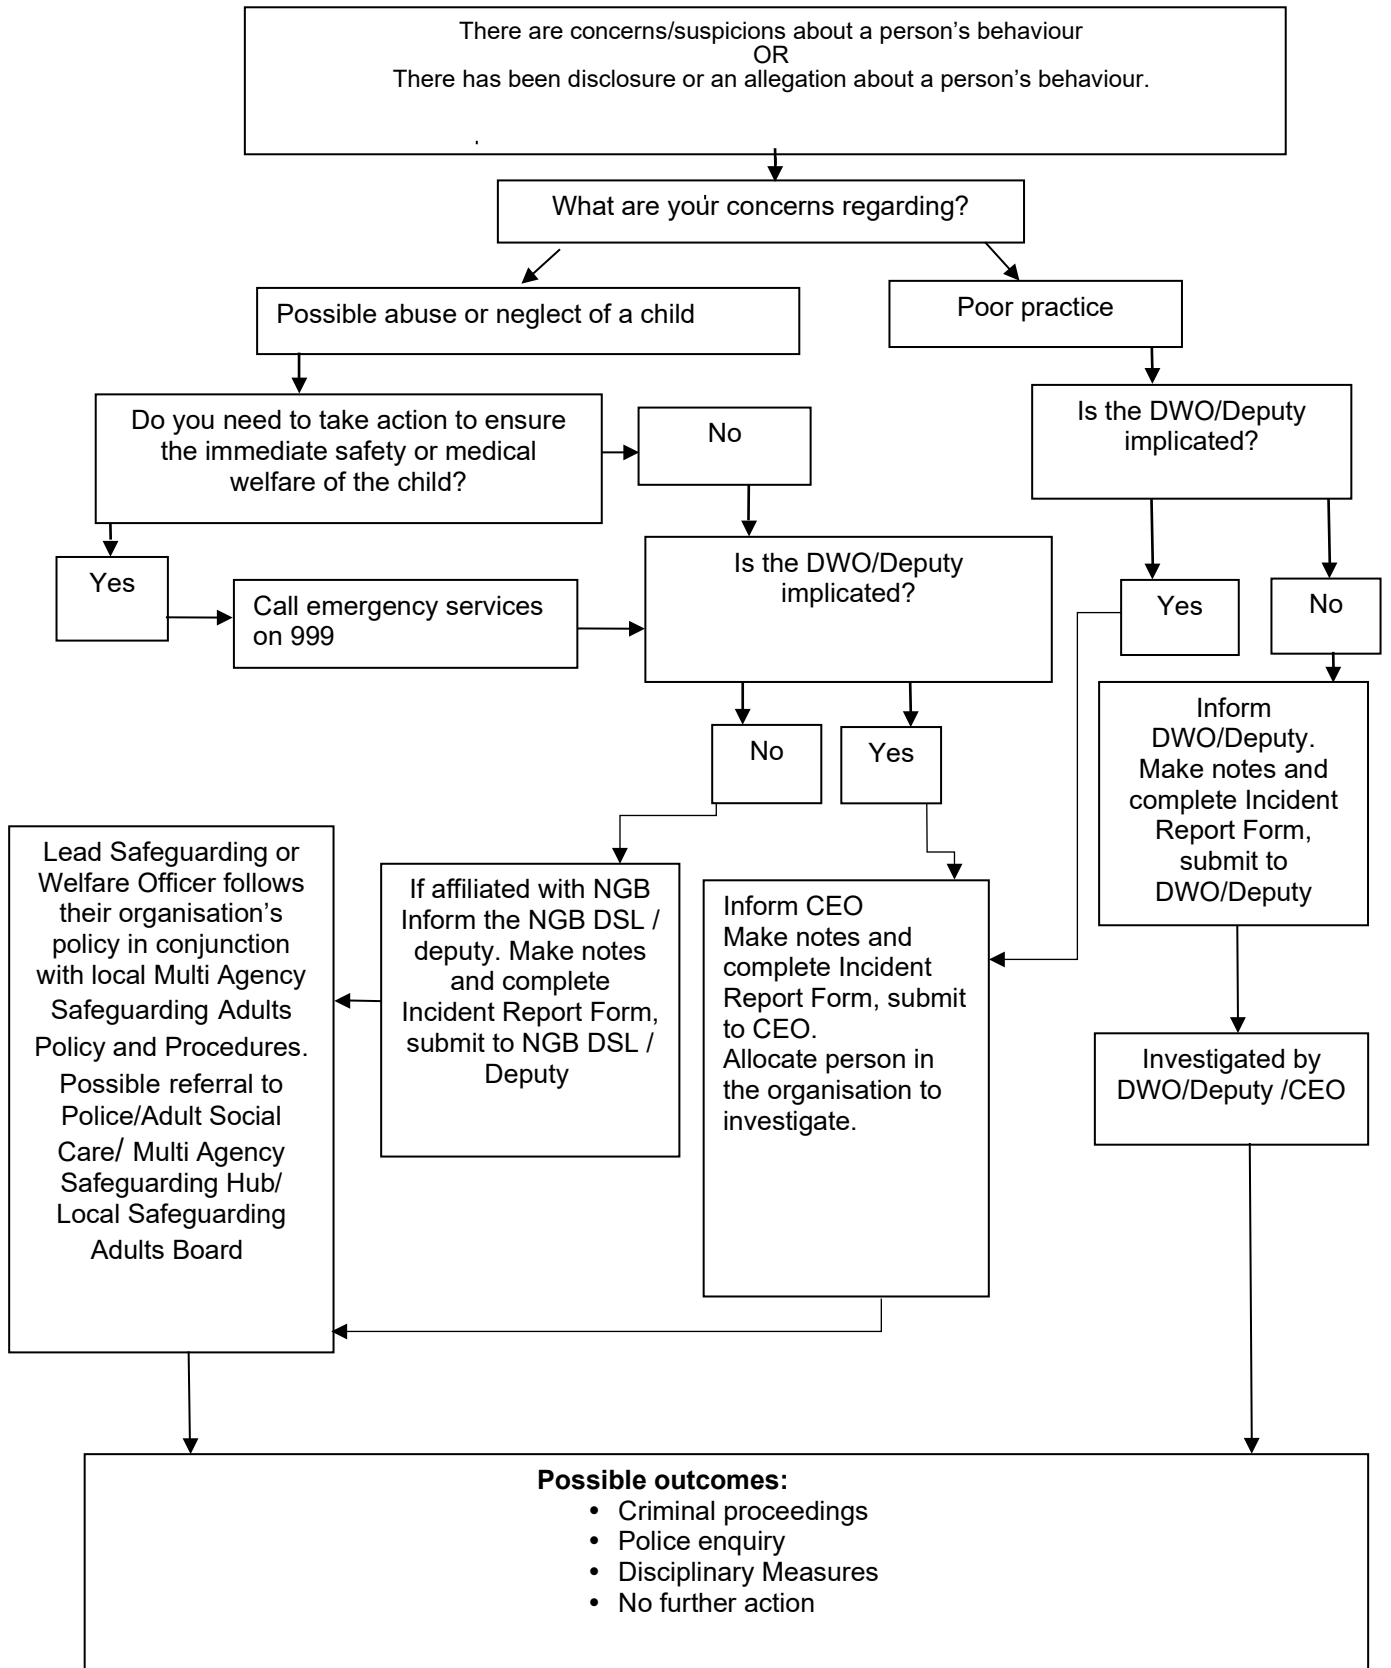 There are concerns/suspicions about a person's behaviour
OR
There has been disclosure or an allegation about a person's behaviour.
What are your concerns regarding?
Possible abuse or neglect of a child
Poor practice
Do you need to take action to ensure
the immediate safety or medical
welfare of the child?
No
Is the DWO/Deputy
implicated?
Yes
Call emergency services
on 999
Is the DWO/Deputy
implicated?
Yes
No
No
Yes
Inform
DWO/Deputy.
Make notes and
complete Incident
Report Form,
submit to
DWO/Deputy
Lead Safeguarding or
Welfare Officer follows
their organisation's
policy in conjunction
with local Multi Agency
Safeguarding Adults
Policy and Procedures.
Possible referral to
Police/Adult Social
Care/ Multi Agency
Safeguarding Hub/
Local Safeguarding
Adults Board
If affiliated with NGB
Inform the NGB DSL /
deputy. Make notes
and complete
Incident Report Form,
submit to NGB DSL /
Deputy
Inform CEO
Make notes and
complete Incident
Report Form, submit
to CEO.
Allocate person in
the organisation to
investigate.
Investigated by
DWO/Deputy /CEO
Possible outcomes:
• Criminal proceedings
• Police enquiry
• Disciplinary Measures
• No further action